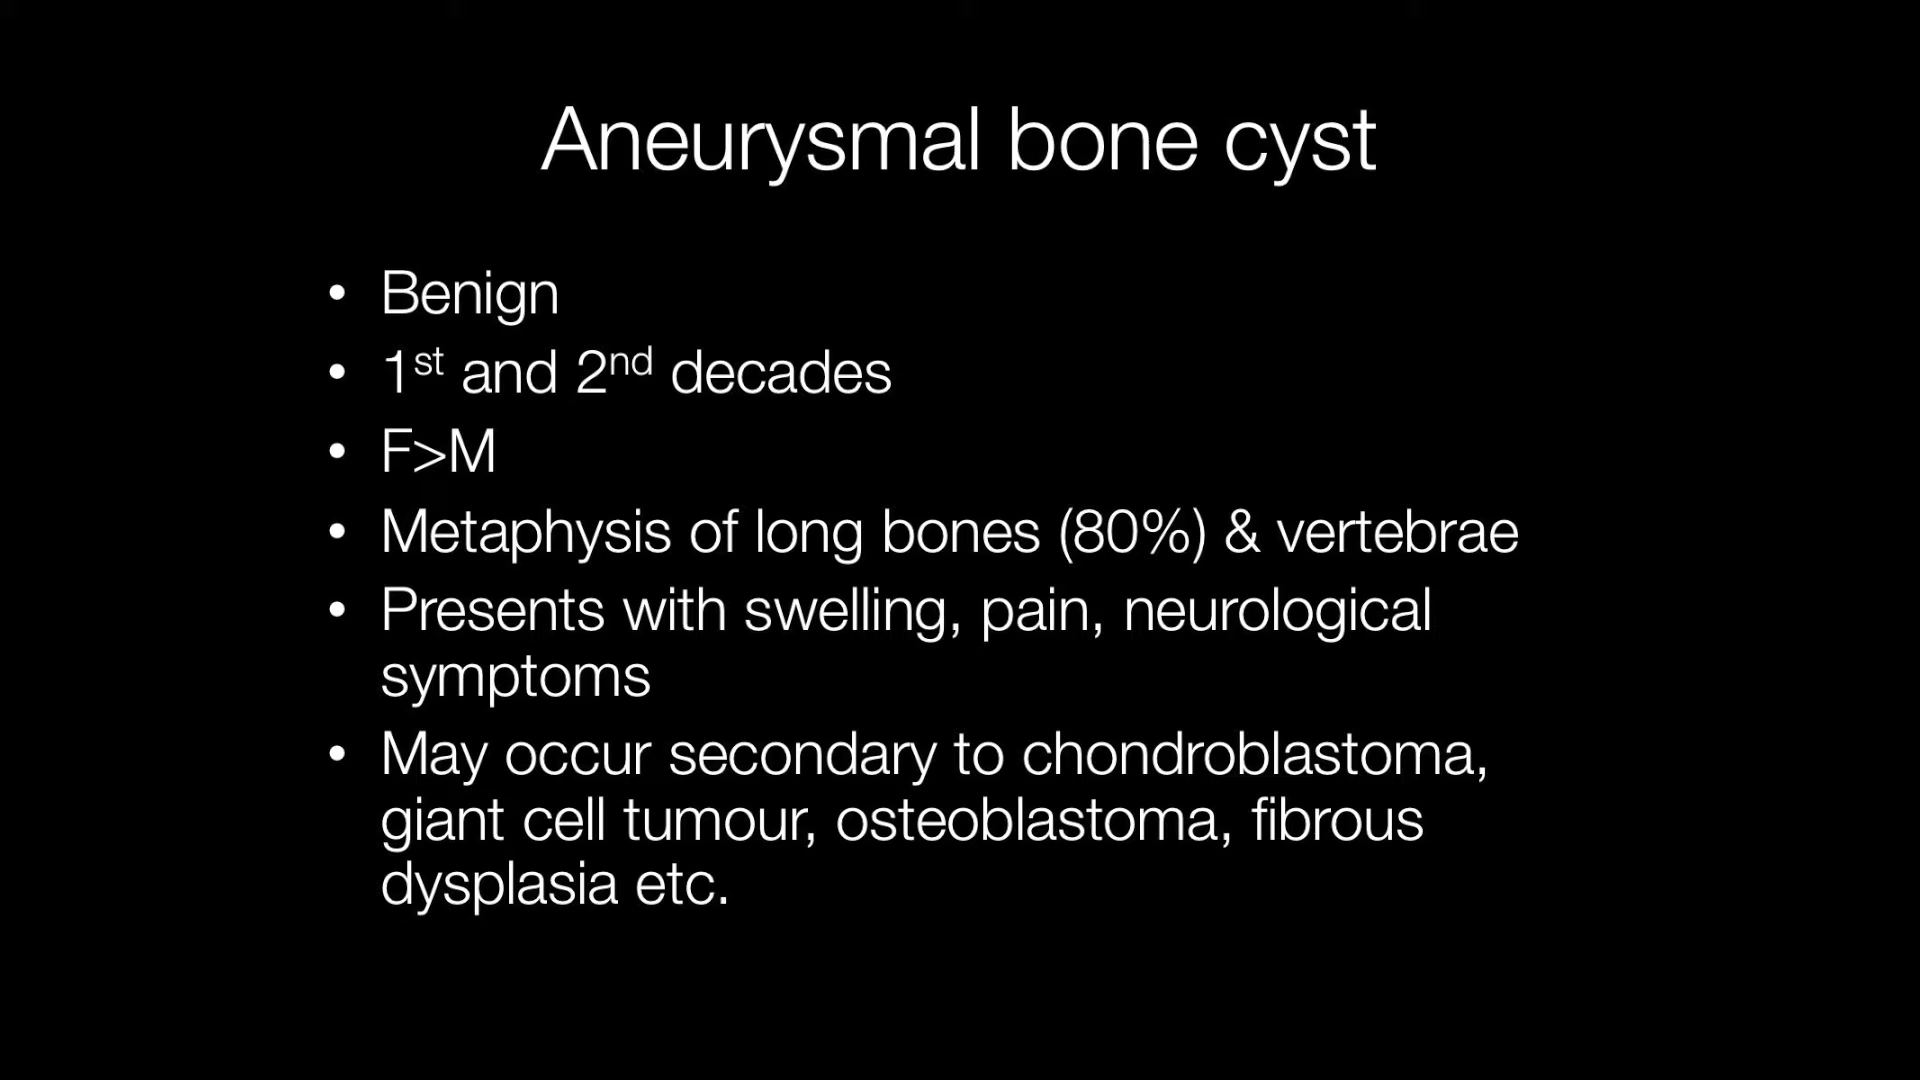 Aneurysmal bone cyst
• Benign
• 1st and 2nd decades
• F>M
• Metaphysis of long bones (80%) & vertebrae
• Presents with swelling, pain, neurological
symptoms
• May occur secondary to chondroblastoma,
giant cell tumour, osteoblastoma, fibrous
dysplasia etc.